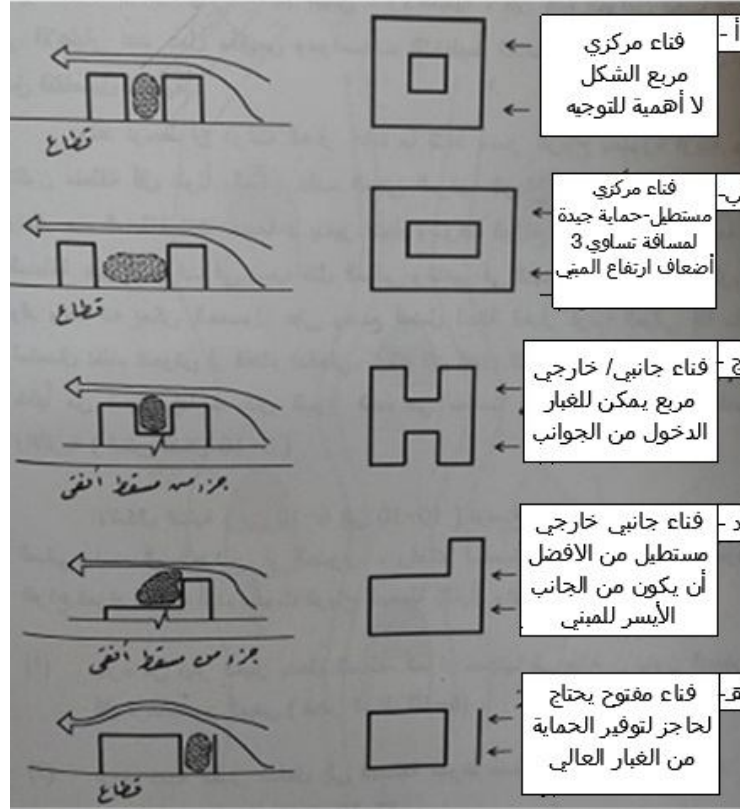 أ -
فناء مركزي
مربع الشكل
لا أهمية للتوجيه
قطاع
ب-
فناء مركزي
مستطيل-حماية جيدة
لمسافة تساوي 3
أضعاف ارتفاع المبنى
قطاع
ج -
فناء جانبي/ خارجي
مربع يمكن للغبار
الدخول من الجوانب
جزء من مسقط أفقى
د -
فناء جانبي خارجي
مستطيل من الافضل
أن يكون من الجانب
الأيسر للمبنى
جزء من مسقط أفقى
هـ-
فناء مفتوح يحتاج
لحاجز لتوفير الحماية
من الغبار العالي
قطاع